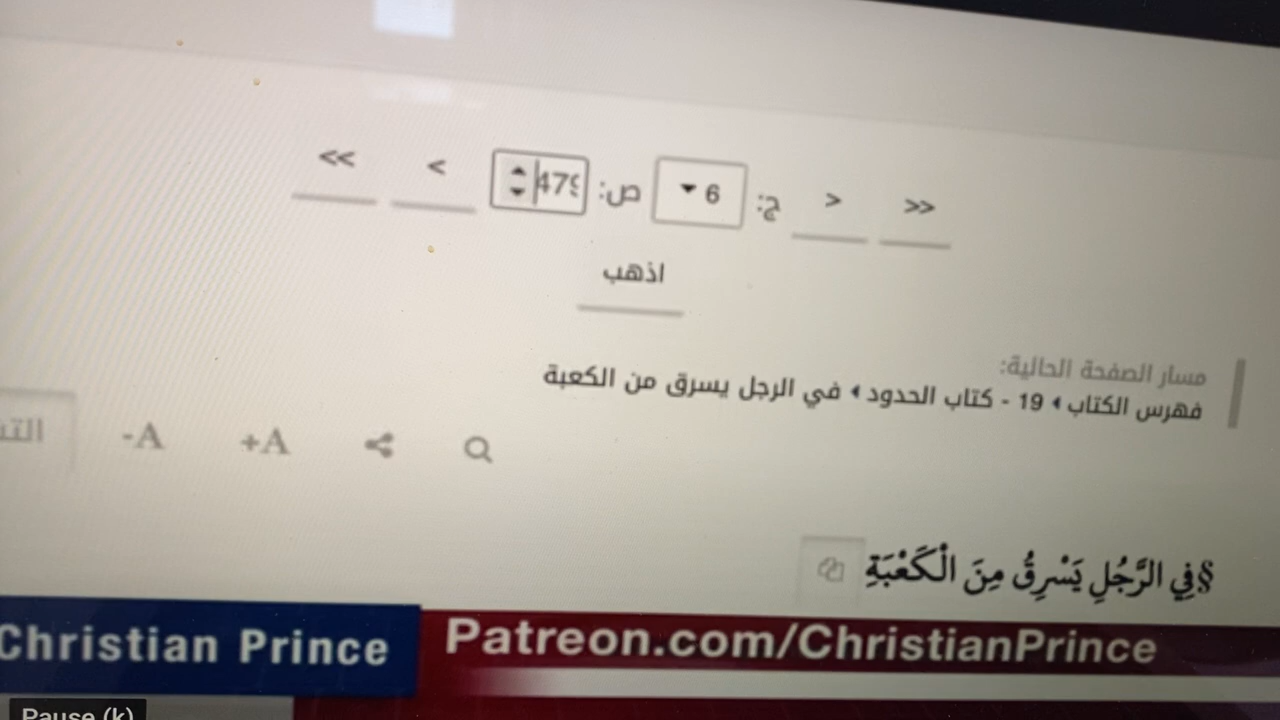 >> > ج: 6 ص: 479 < <<
اذهب
مسار الصفحة الحالية:
فهرس الكتاب 19 - كتاب الحدود في الرجل يسرق من الكعبة
A+ A-
§فِي الرَّجُلِ يَسْرِقُ مِنَ الْكَعْبَةِ
Christian Prince
Patreon.com/ChristianPrince
Pause (k)